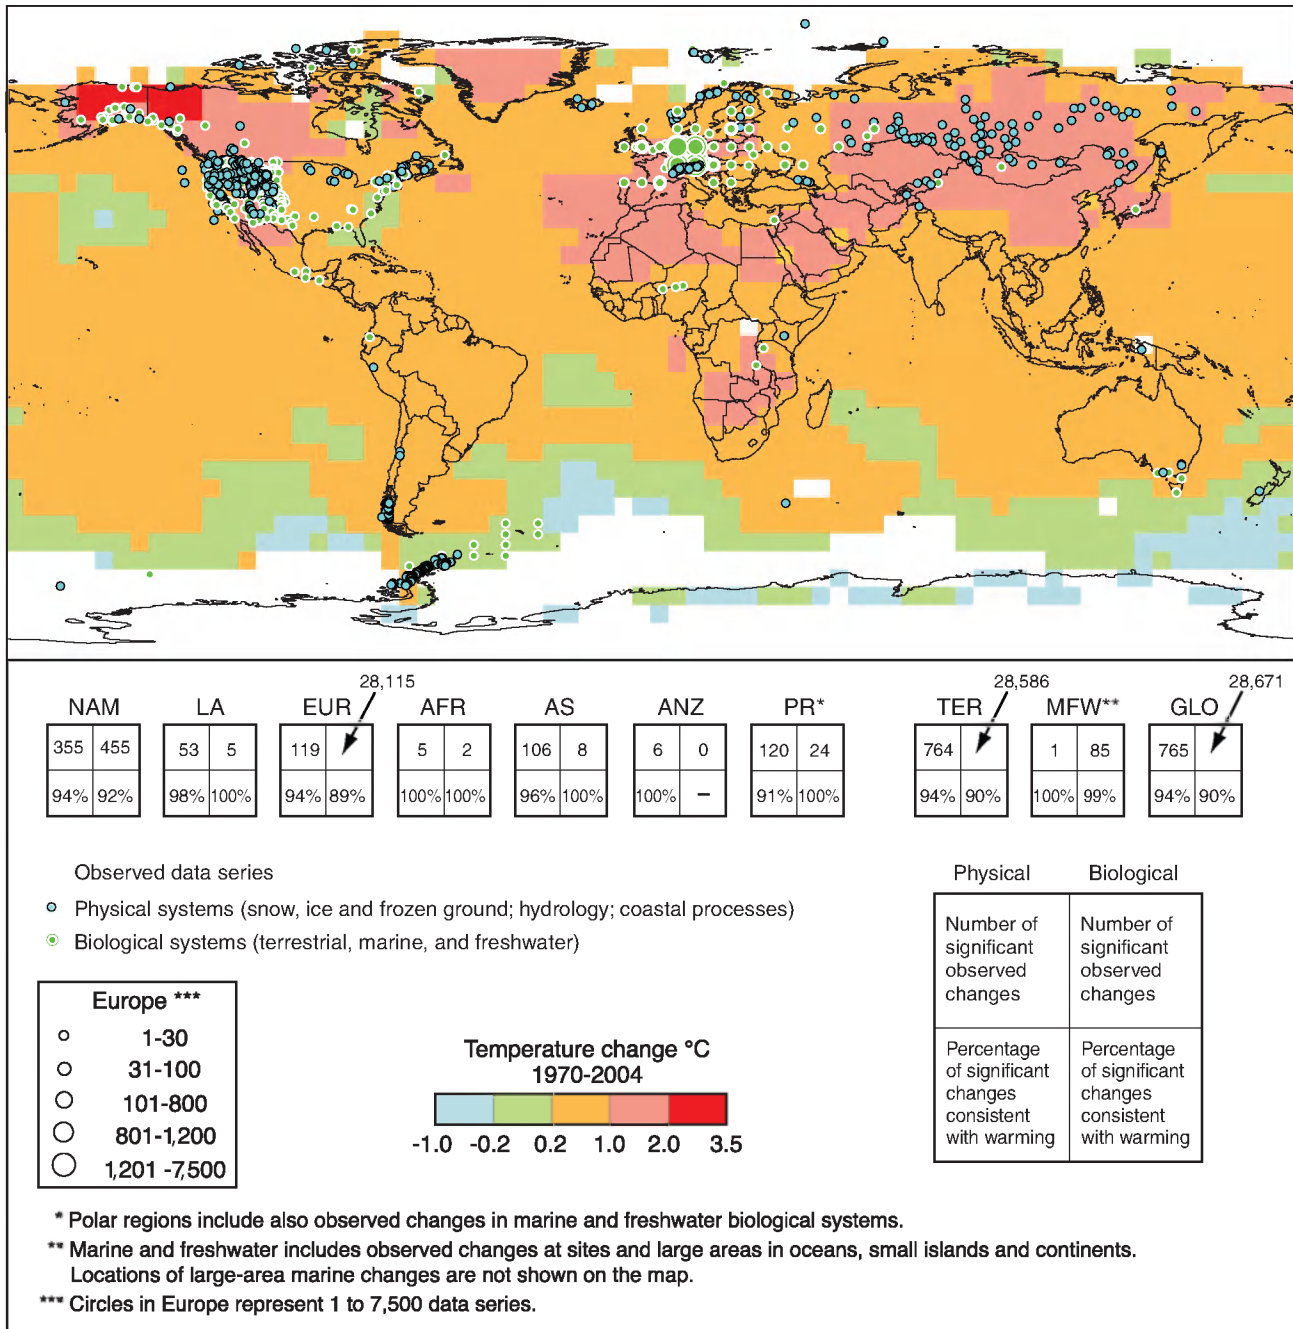 28,115 28,586 28,671
NAM LA EUR AFR AS ANZ PR* TER MFW** GLO
355 455 53 5 119 5 2 106 8 6 0 120 24 764 1 85 765
94% 92% 98% 100% 94% 89% 100% 100% 96% 100% 100% – 91% 100% 94% 90% 100% 99% 94% 90%
Observed data series
Physical systems (snow, ice and frozen ground; hydrology; coastal processes)
Biological systems (terrestrial, marine, and freshwater)
Europe ***
1-30
31-100
101-800
801-1,200
1,201 -7,500
Temperature change °C
1970-2004
-1.0 -0.2 0.2 1.0 2.0 3.5
Physical Biological
Number of
significant
observed
changes
Number of
significant
observed
changes
Percentage
of significant
changes
consistent
with warming
Percentage
of significant
changes
consistent
with warming
* Polar regions include also observed changes in marine and freshwater biological systems.
** Marine and freshwater includes observed changes at sites and large areas in oceans, small islands and continents.
Locations of large-area marine changes are not shown on the map.
*** Circles in Europe represent 1 to 7,500 data series.